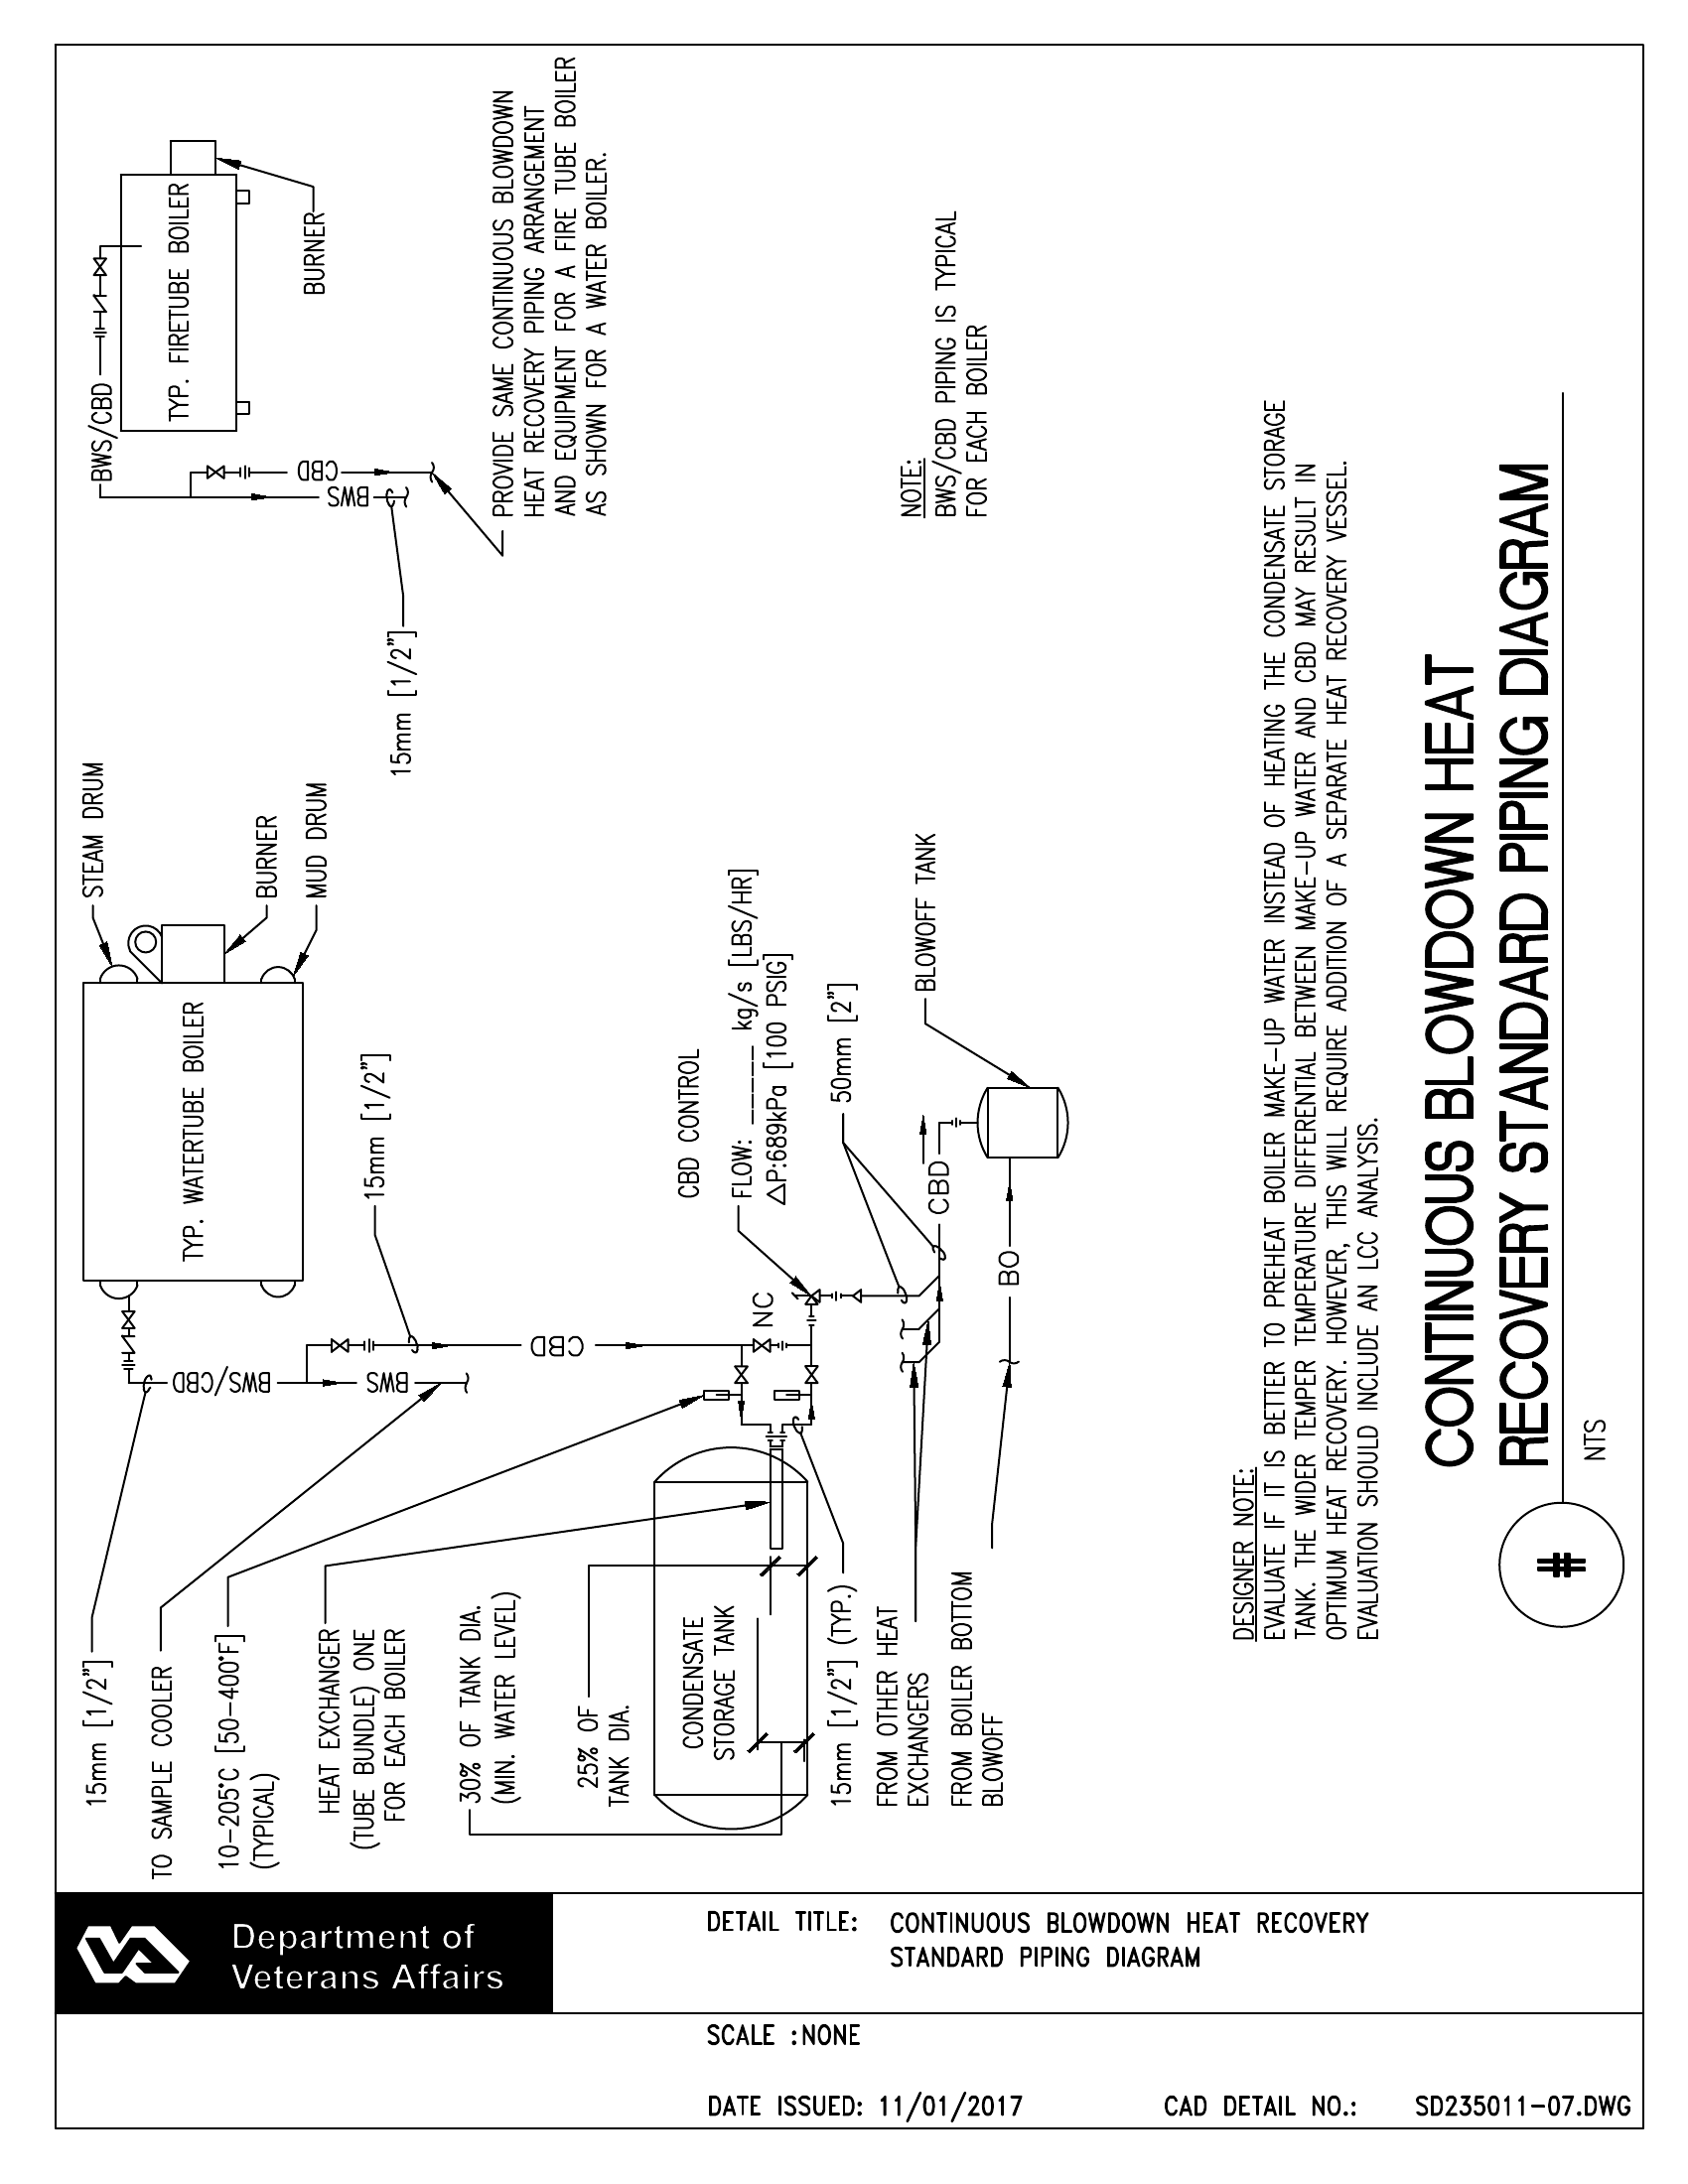 STEAM DRUM
TYP. WATERTUBE BOILER
BURNER
MUD DRUM
BWS/CBD
TYP. FIRETUBE BOILER
BURNER
CBD
BWS
15mm [1/2"]
PROVIDE SAME CONTINUOUS BLOWDOWN
HEAT RECOVERY PIPING ARRANGEMENT
AND EQUIPMENT FOR A FIRE TUBE BOILER
AS SHOWN FOR A WATER BOILER.
15mm [1/2"]
BWS/CBD
BWS
15mm [1/2"]
CBD
TO SAMPLE COOLER
10-205°C [50-400°F]
(TYPICAL)
HEAT EXCHANGER
(TUBE BUNDLE) ONE
FOR EACH BOILER
30% OF TANK DIA.
(MIN. WATER LEVEL)
25% OF
TANK DIA.
CONDENSATE
STORAGE TANK
NC
CBD CONTROL
FLOW: _____ kg/s [LBS/HR]
△P:689kPa [100 PSIG]
50mm [2"]
15mm [1/2"] (TYP.)
FROM OTHER HEAT
EXCHANGERS
FROM BOILER BOTTOM
BLOWOFF
CBD
BO
BLOWOFF TANK
NOTE:
BWS/CBD PIPING IS TYPICAL
FOR EACH BOILER
DESIGNER NOTE:
EVALUATE IF IT IS BETTER TO PREHEAT BOILER MAKE-UP WATER INSTEAD OF HEATING THE CONDENSATE STORAGE
TANK. THE WIDER TEMPER TEMPERATURE DIFFERENTIAL BETWEEN MAKE-UP WATER AND CBD MAY RESULT IN
OPTIMUM HEAT RECOVERY. HOWEVER, THIS WILL REQUIRE ADDITION OF A SEPARATE HEAT RECOVERY VESSEL.
EVALUATION SHOULD INCLUDE AN LCC ANALYSIS.
CONTINUOUS BLOWDOWN HEAT
RECOVERY STANDARD PIPING DIAGRAM
#
NTS
Department of
Veterans Affairs
DETAIL TITLE: CONTINUOUS BLOWDOWN HEAT RECOVERY
STANDARD PIPING DIAGRAM
SCALE :NONE
DATE ISSUED: 11/01/2017 CAD DETAIL NO.: SD235011-07.DWG